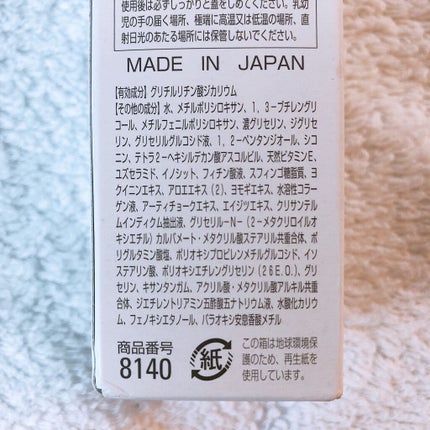 使用後は必ずしっかりと蓋をしめてください。乳幼
児の手の届く場所、極端に高温又は低温の場所、直
射日光のあたる場所には保管しないでください。
MADE IN JAPAN
【有効成分】グリチルリチン酸ジカリウム
【その他の成分】水、メチルポリシロキサン、1，3－ブチレングリ
コール、メチルフェニルポリシロキサン、濃グリセリン、ジグリセ
リン、グリセリルグルコシド液、1，2－ペンタンジオール、シコ
ニン、テトラ2－ヘキシルデカン酸アスコルビル、天然ビタミンE、
ユズセラミド、イノシット、フィチン酸液、スフィンゴ糖脂質、ヨ
クイニンエキス、アロエエキス（2）、ヨモギエキス、水溶性コラー
ゲン液、アーティチョークエキス、エイジツエキス、クリサンテル
ムインディクム抽出液、グリセリル－N－（2－メタクリロイルオ
キシエチル）カルバメート・メタクリル酸ステアリル共重合体、ポ
リグルタミン酸塩、ポリオキシプロピレンメチルグルコシド、イソ
ステアリン酸、ポリオキシエチレングリセリン（26E.O.）、グリ
セリン、キサンタンガム、アクリル酸・メタクリル酸アルキル共重
合体、ジエチレントリアミン五酢酸五ナトリウム液、水酸化カリウ
ム、フェノキシエタノール、パラオキシ安息香酸メチル
商品番号
8140
紙
この箱は地球環境保
護のため、再生紙を
使用しています。